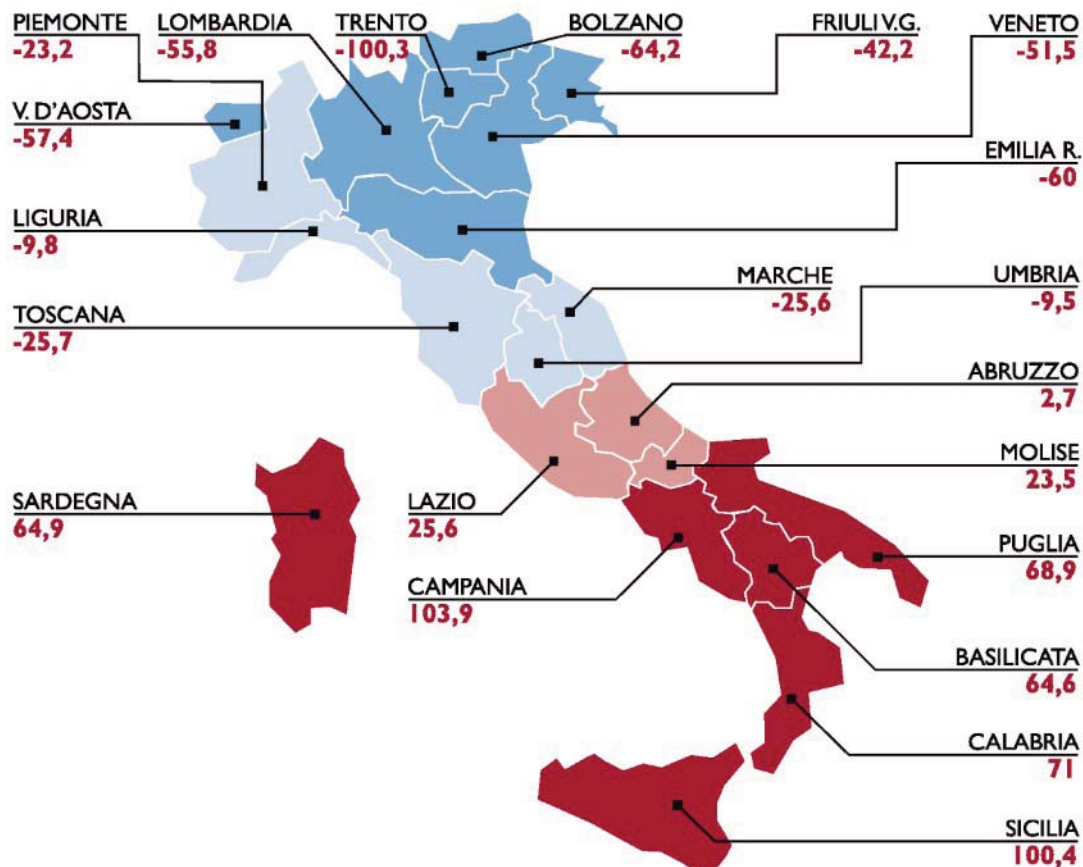 PIEMONTE
-23,2
LOMBARDIA
-55,8
TRENTO
-100,3
BOLZANO
-64,2
FRIULI V.G.
-42,2
VENETO
-51,5
V. D'AOSTA
-57,4
EMILIA R.
-60
LIGURIA
-9,8
MARCHE
-25,6
UMBRIA
-9,5
TOSCANA
-25,7
ABRUZZO
2,7
MOLISE
23,5
SARDEGNA
64,9
LAZIO
25,6
PUGLIA
68,9
CAMPANIA
103,9
BASILICATA
64,6
CALABRIA
71
SICILIA
100,4